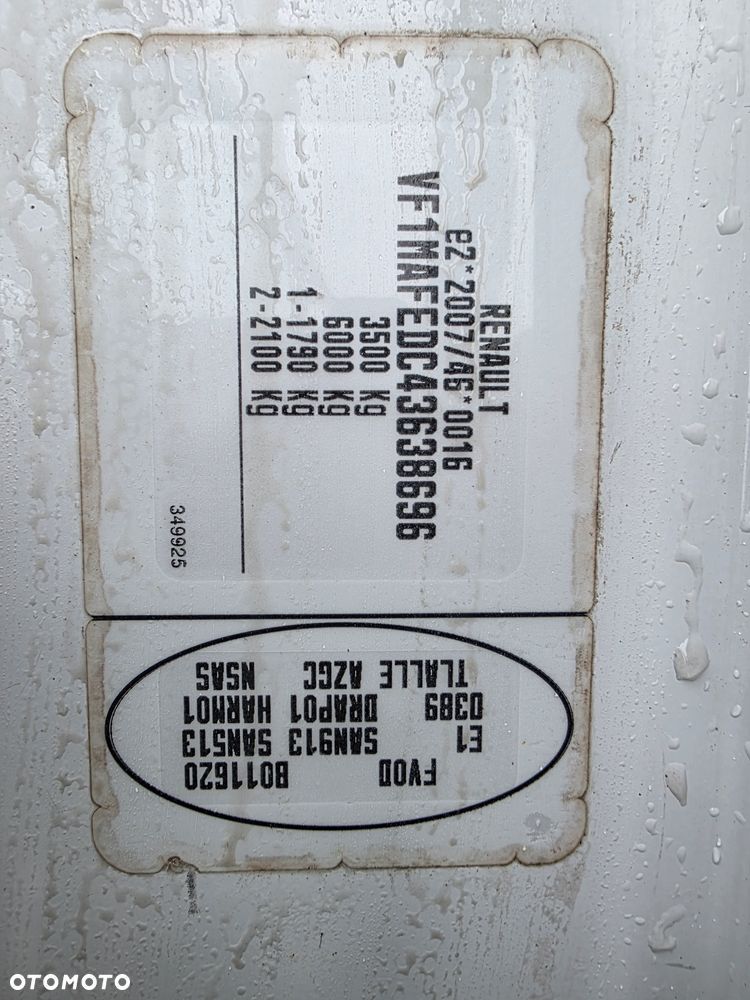 RENAULT
e2*2007/46*0016
VF1MAFEDC43638696
3500 kg
6000 kg
1-1790 kg
2-2100 kg
349925
FVOD B011620
E1 SAN913 SAN513
0389 DRAP01 HARM01
TLALLE AZGC NSAS
OTOMOTO